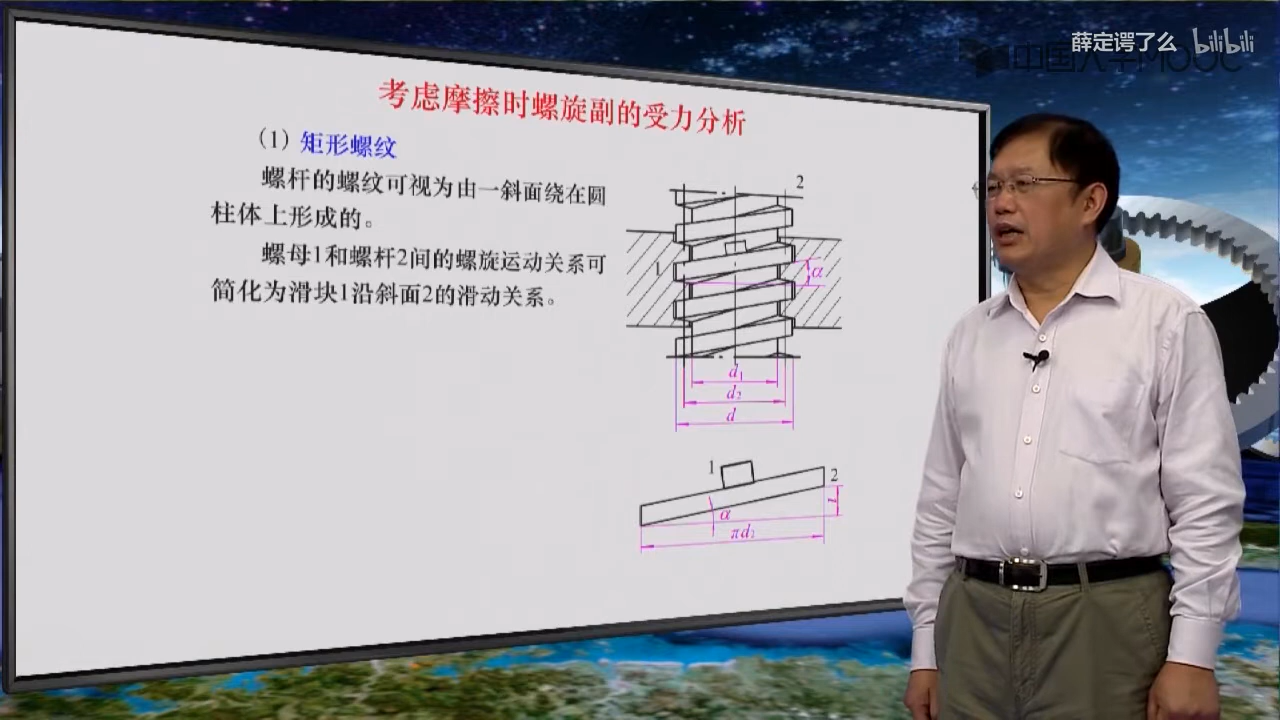 薛定谔了么 bilibili
中国大学MOOC
考虑摩擦时螺旋副的受力分析
(1) 矩形螺纹
螺杆的螺纹可视为由一斜面绕在圆
柱体上形成的。
螺母1和螺杆2间的螺旋运动关系可
简化为滑块1沿斜面2的滑动关系。
2
1
α
d₁
d₂
d
1
2
α
l
πd₂